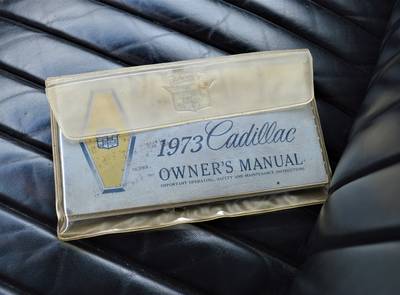 1973 Cadillac
OWNER'S MANUAL
IMPORTANT OPERATING, SAFETY AND MAINTENANCE INSTRUCTIONS